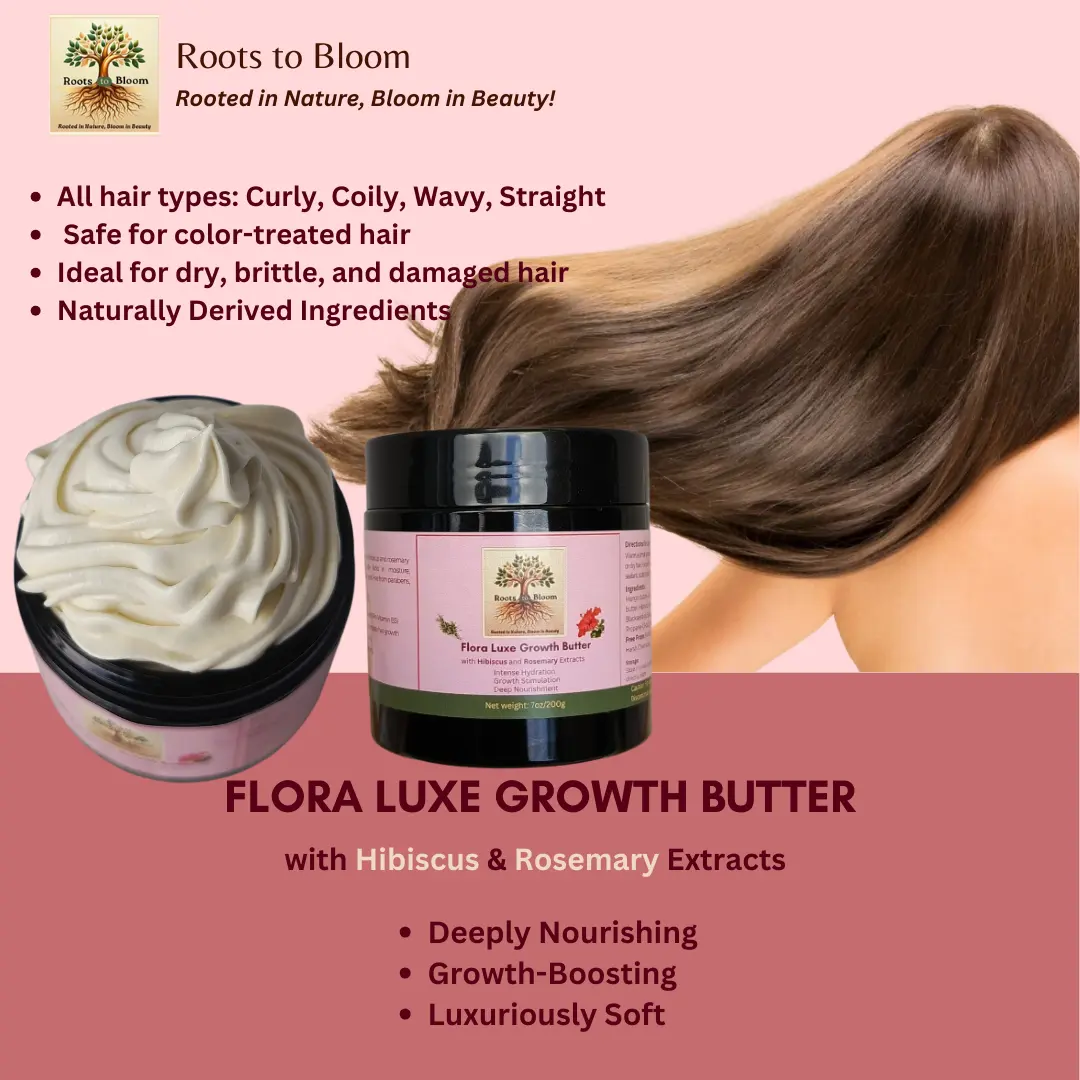 Roots to Bloom
Rooted in Nature, Bloom in Beauty
Roots to Bloom
Rooted in Nature, Bloom in Beauty!
• All hair types: Curly, Coily, Wavy, Straight
• Safe for color-treated hair
• Ideal for dry, brittle, and damaged hair
• Naturally Derived Ingredients
Roots to Bloom
Rooted in Nature, Bloom in Beauty
Flora Luxe Growth Butter
with Hibiscus and Rosemary Extracts
Intense Hydration
Growth Stimulation
Deep Nourishment
Net weight: 7oz/200g
FLORA LUXE GROWTH BUTTER
with Hibiscus & Rosemary Extracts
• Deeply Nourishing
• Growth-Boosting
• Luxuriously Soft